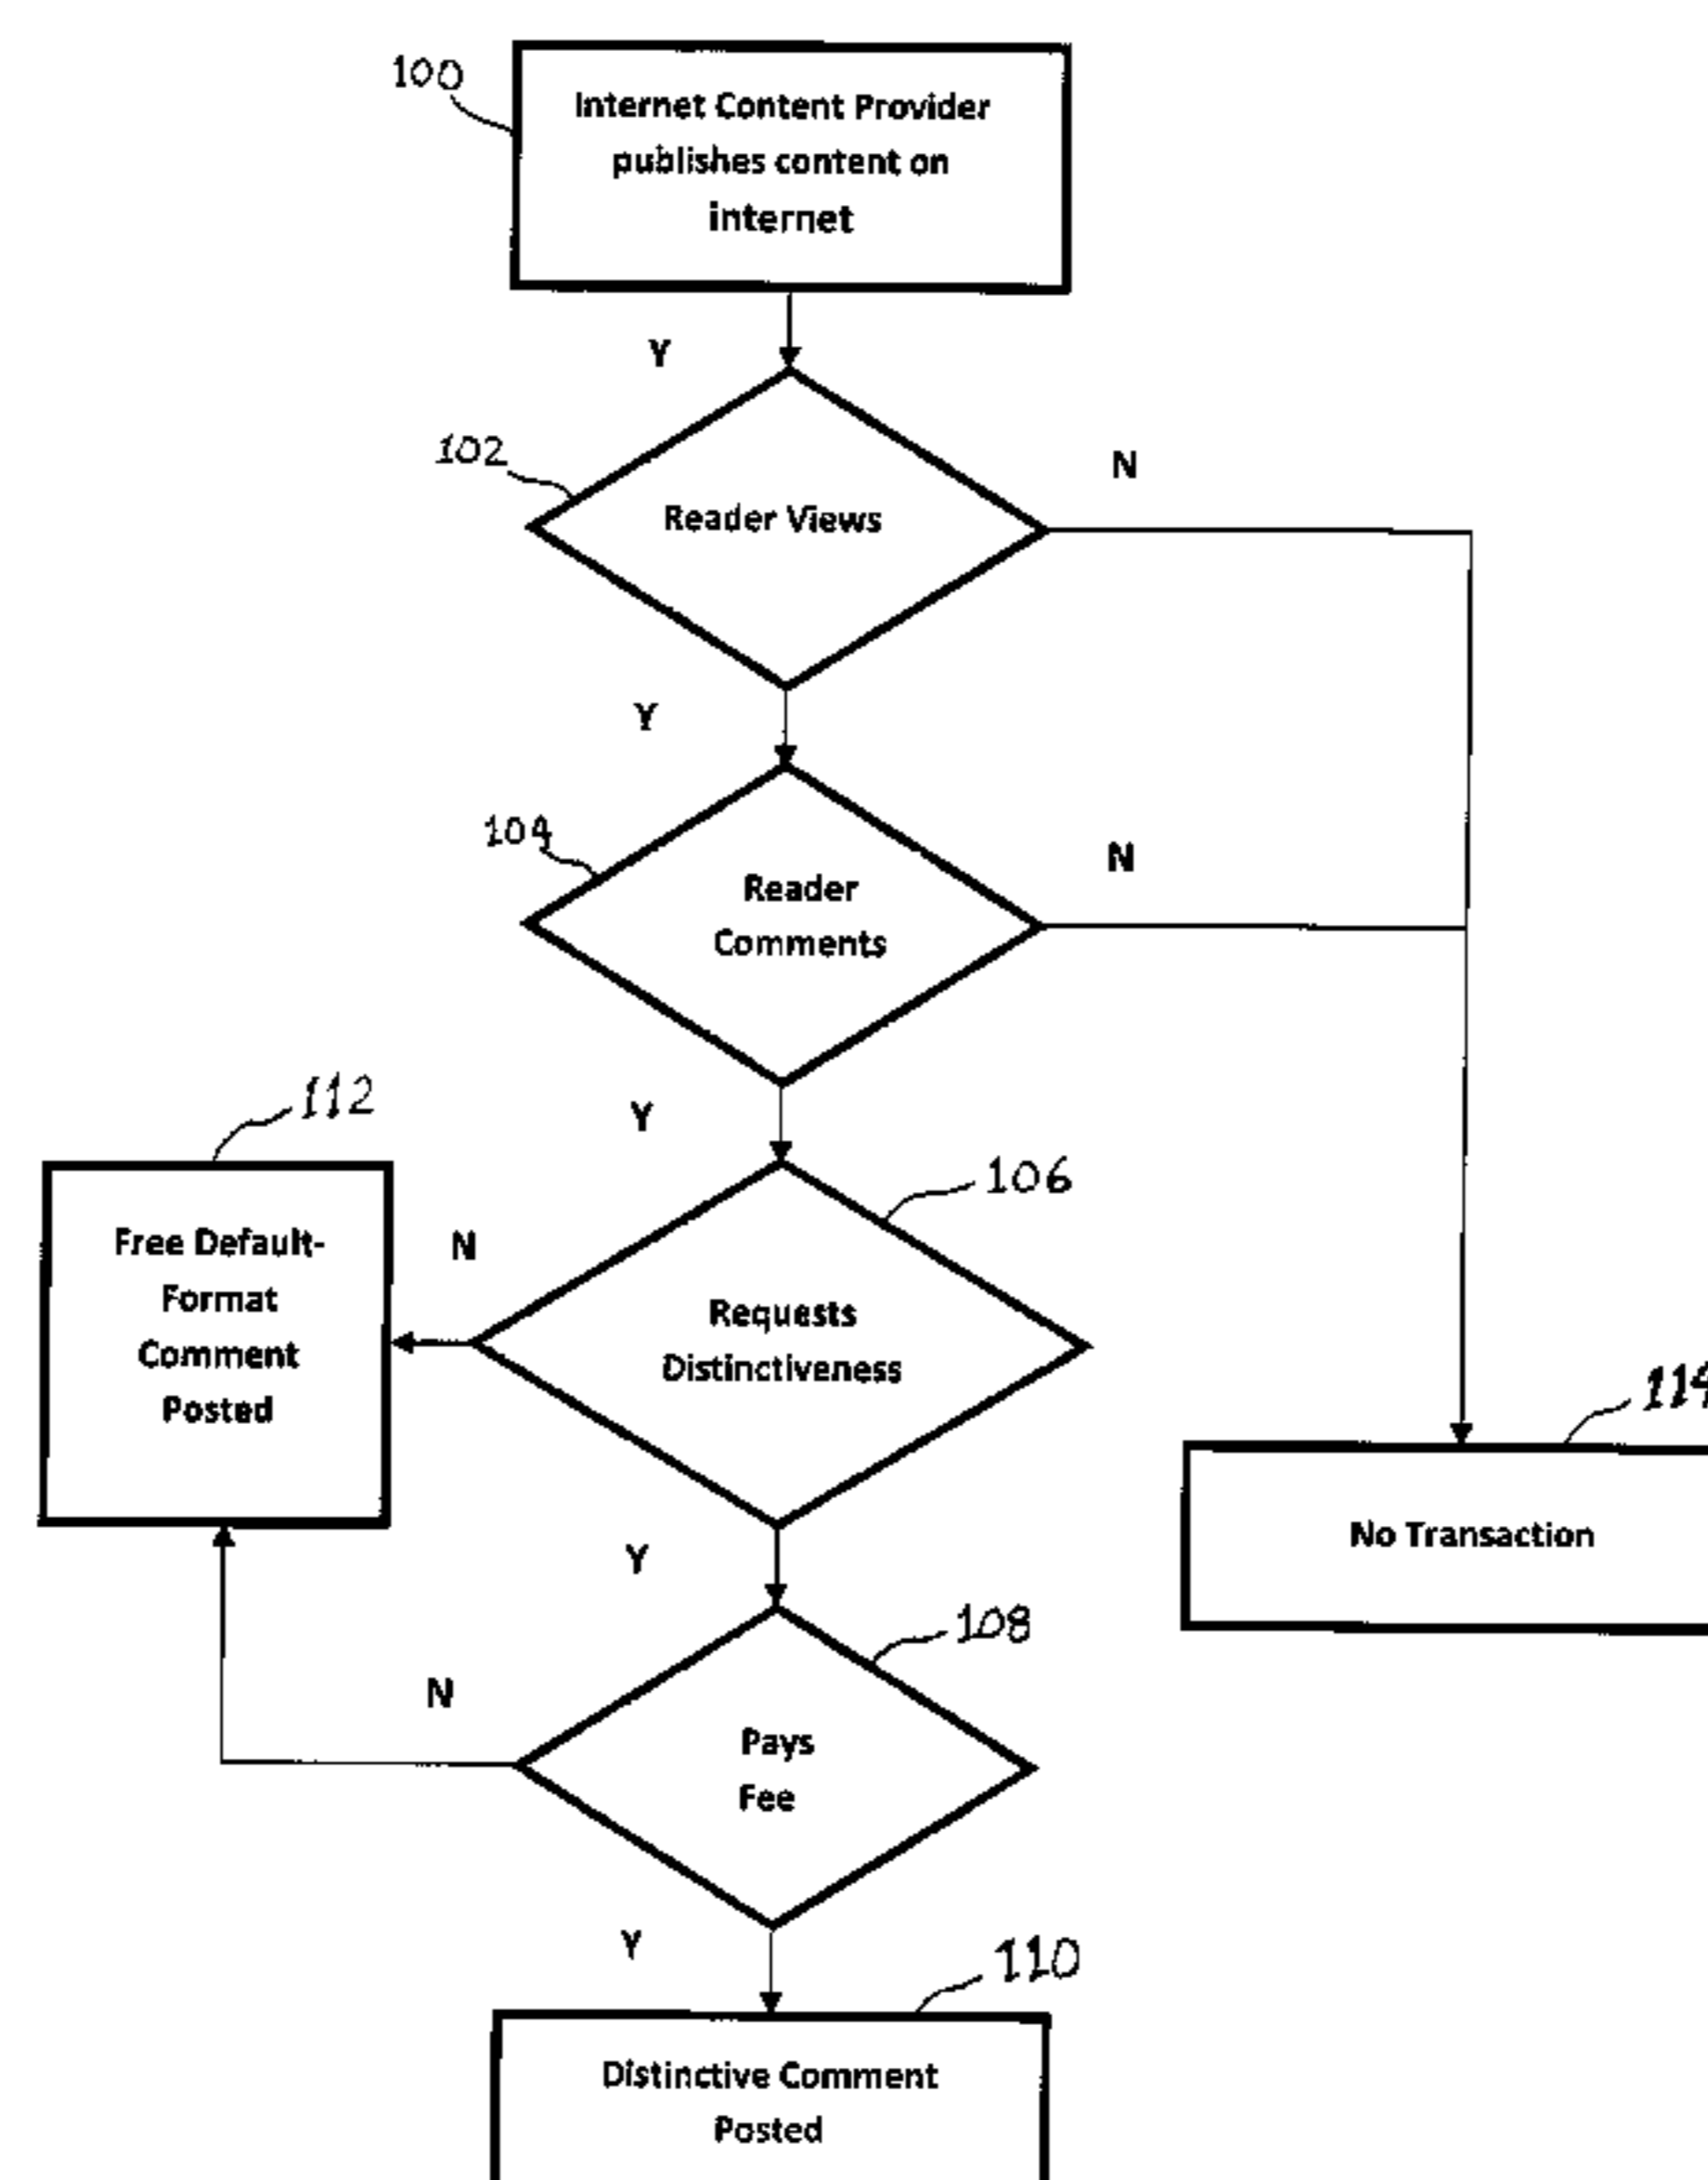 100
Internet Content Provider
publishes content on
internet
Y
102
N
Reader Views
Y
104
N
Reader
Comments
112
Y
106
Free Default-
Format
Comment
Posted
N
Requests
Distinctiveness
114
No Transaction
Y
108
N
Pays
Fee
Y
110
Distinctive Comment
Posted